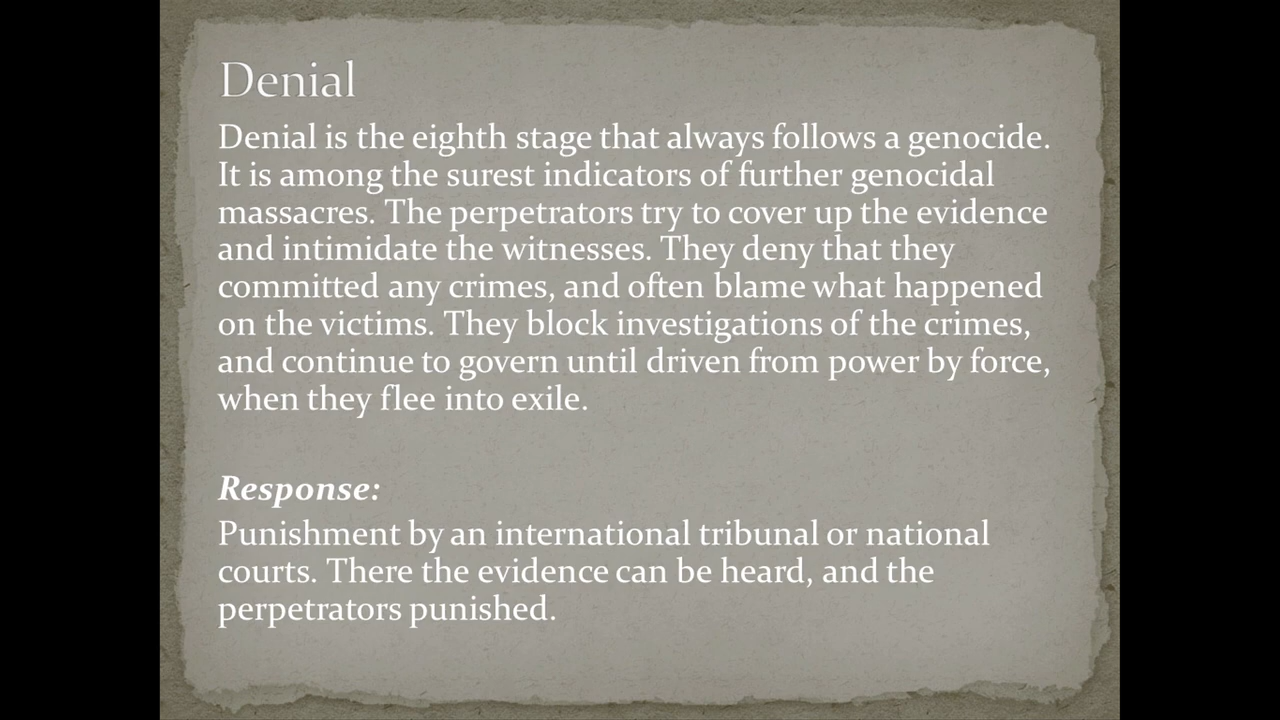 Denial
Denial is the eighth stage that always follows a genocide.
It is among the surest indicators of further genocidal
massacres. The perpetrators try to cover up the evidence
and intimidate the witnesses. They deny that they
committed any crimes, and often blame what happened
on the victims. They block investigations of the crimes,
and continue to govern until driven from power by force,
when they flee into exile.
Response:
Punishment by an international tribunal or national
courts. There the evidence can be heard, and the
perpetrators punished.